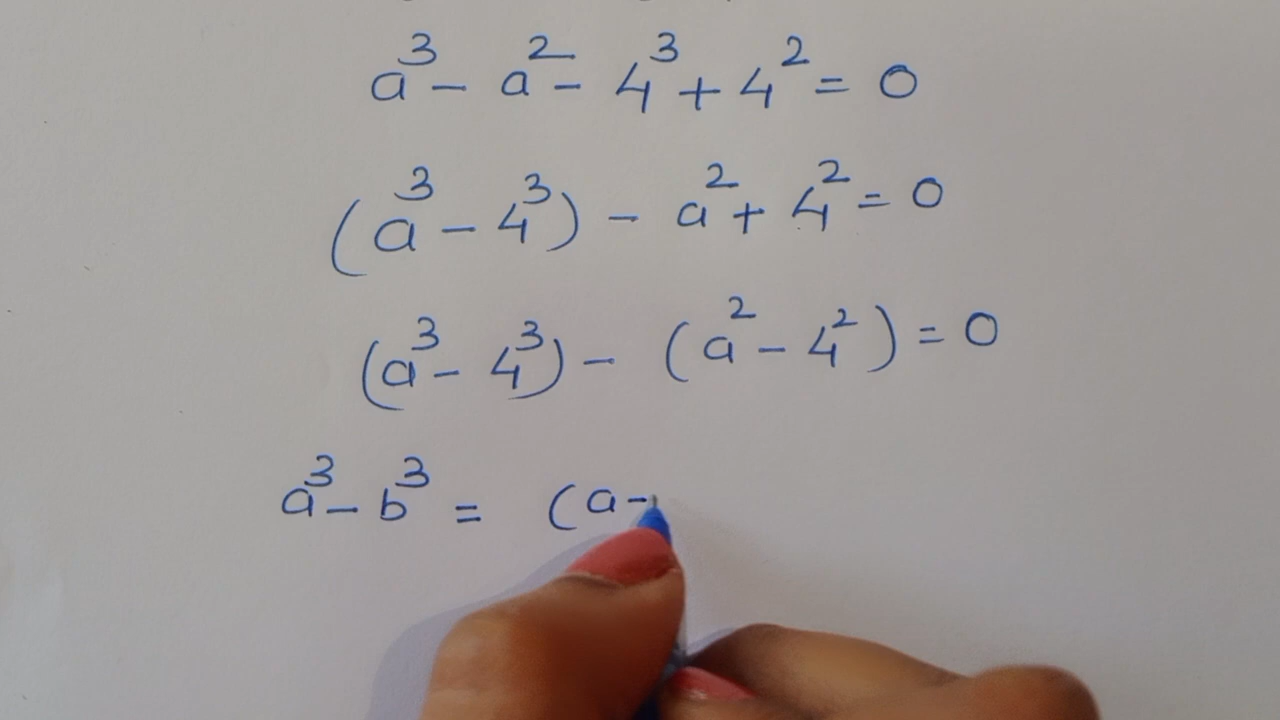 a³ - a² - 4³ + 4² = 0
(a³ - 4³) - a² + 4² = 0
(a³ - 4³) - (a² - 4²) = 0
a³ - b³ = (a -